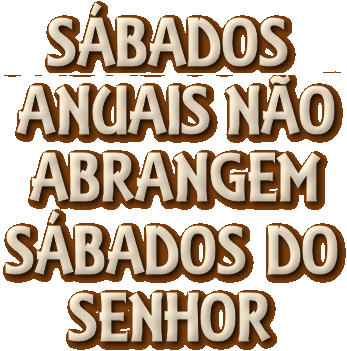 SÁBADOS
ANUAIS NÃO
ABRANGEM
SÁBADOS DO
SENHOR